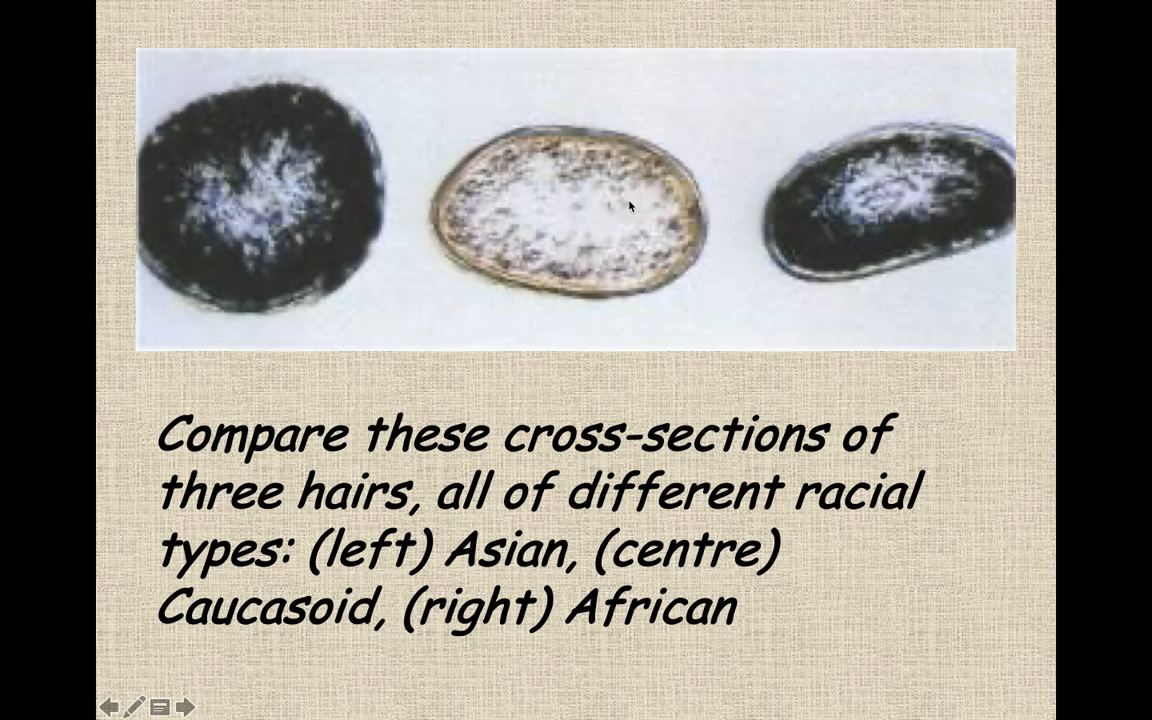 Compare these cross-sections of
three hairs, all of different racial
types: (left) Asian, (centre)
Caucasoid, (right) African